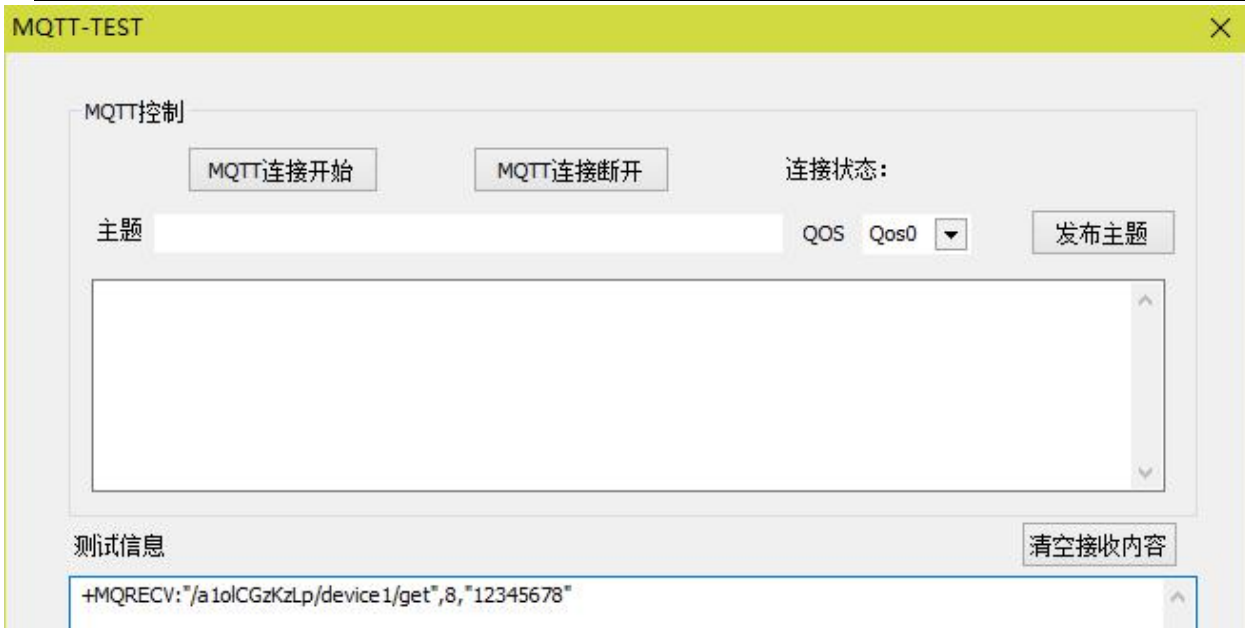 MQTT-TEST
MQTT控制
MQTT连接开始 MQTT连接断开 连接状态：
主题 QOS Qos0 发布主题
测试信息 清空接收内容
+MQRECV:"/a1olCGzKzLp/device1/get",8,"12345678"